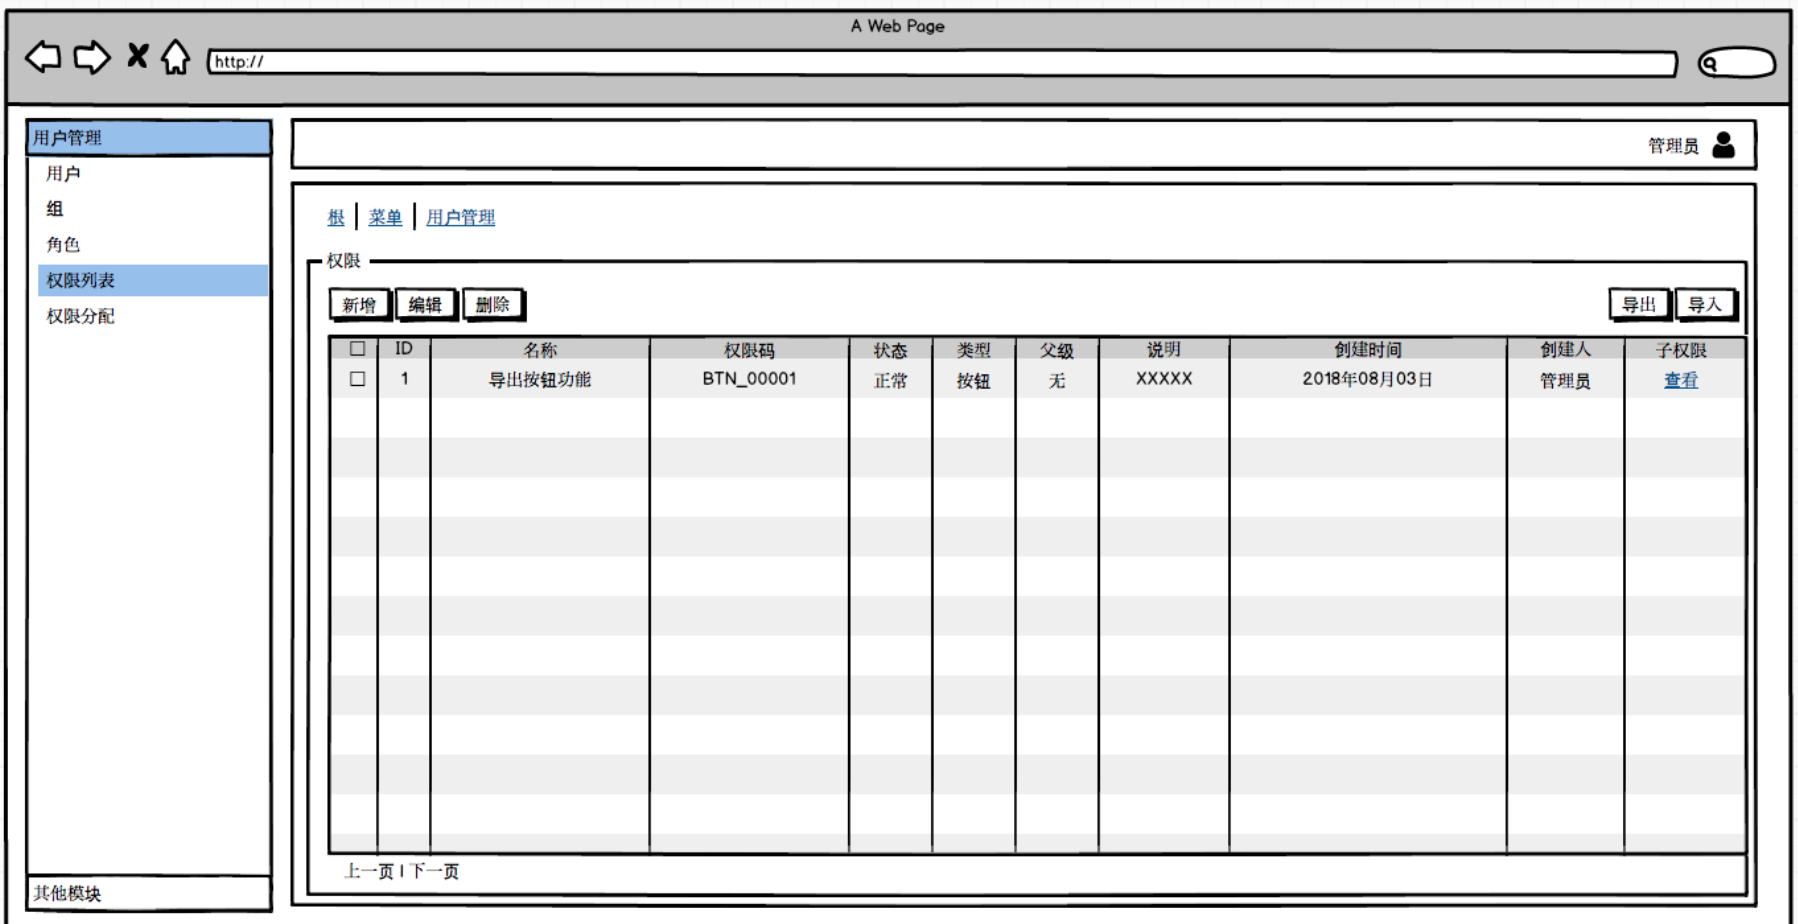 A Web Page
http://
用户管理
用户
组
角色
权限列表
权限分配
其他模块
管理员
根 菜单 用户管理
权限
新增 编辑 删除 导出 导入
ID 名称 权限码 状态 类型 父级 说明 创建时间 创建人 子权限
1 导出按钮功能 BTN_00001 正常 按钮 无 XXXXX 2018年08月03日 管理员 查看
上一页 | 下一页